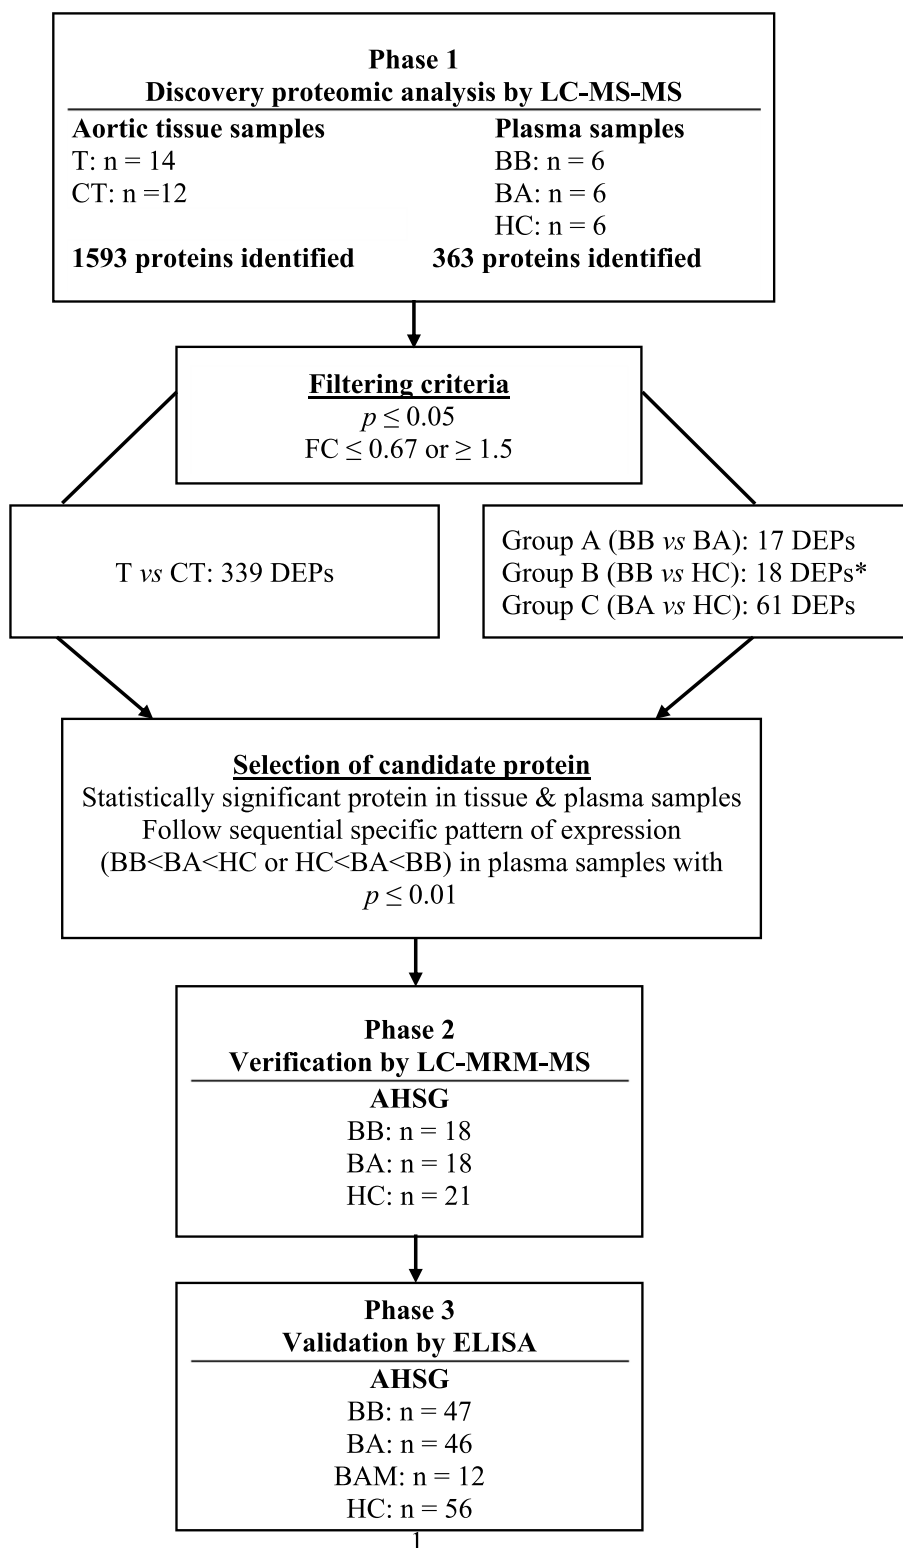 Phase 1
Discovery proteomic analysis by LC-MS-MS
Aortic tissue samples
T: n = 14
CT: n =12
Plasma samples
BB: n = 6
BA: n = 6
HC: n = 6
1593 proteins identified
363 proteins identified
Filtering criteria
p ≤ 0.05
FC ≤ 0.67 or ≥ 1.5
T vs CT: 339 DEPs
Group A (BB vs BA): 17 DEPs
Group B (BB vs HC): 18 DEPs*
Group C (BA vs HC): 61 DEPs
Selection of candidate protein
Statistically significant protein in tissue & plasma samples
Follow sequential specific pattern of expression
(BB<BA<HC or HC<BA<BB) in plasma samples with
p ≤ 0.01
Phase 2
Verification by LC-MRM-MS
AHSG
BB: n = 18
BA: n = 18
HC: n = 21
Phase 3
Validation by ELISA
AHSG
BB: n = 47
BA: n = 46
BAM: n = 12
HC: n = 56
1